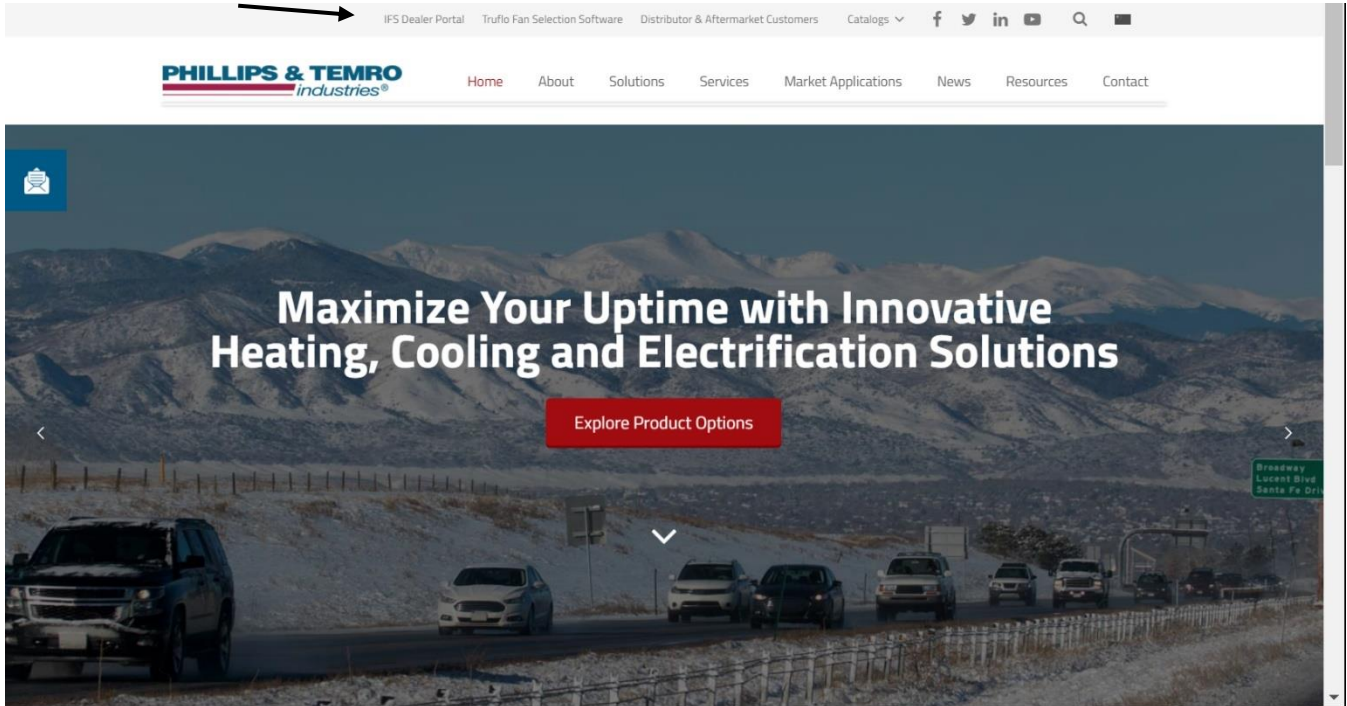 IFS Dealer Portal Truflo Fan Selection Software Distributor & Aftermarket Customers Catalogs
PHILLIPS & TEMRO
industries®
Home About Solutions Services Market Applications News Resources Contact
Maximize Your Uptime with Innovative
Heating, Cooling and Electrification Solutions
Explore Product Options
Broadway
Lucent Blvd
Santa Fe Driv